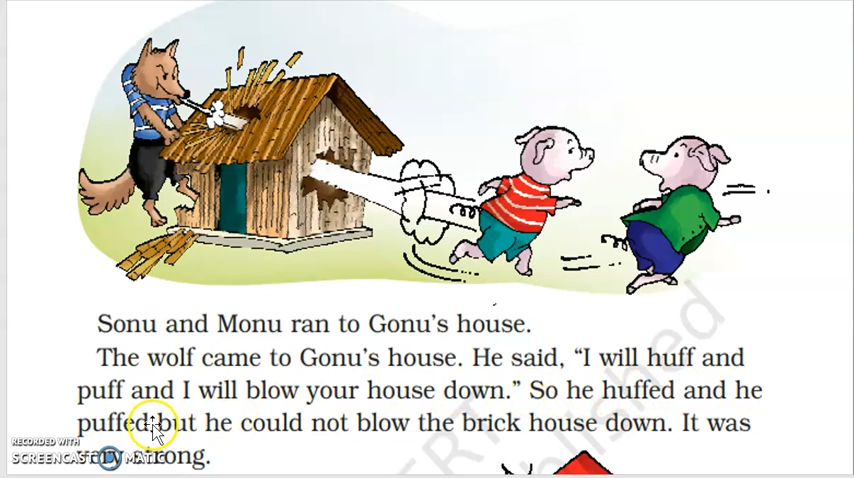 Sonu and Monu ran to Gonu's house.
The wolf came to Gonu's house. He said, "I will huff and
puff and I will blow your house down." So he huffed and he
puffed but he could not blow the brick house down. It was
very strong.
RECORDED WITH
SCREENCAST MATIC